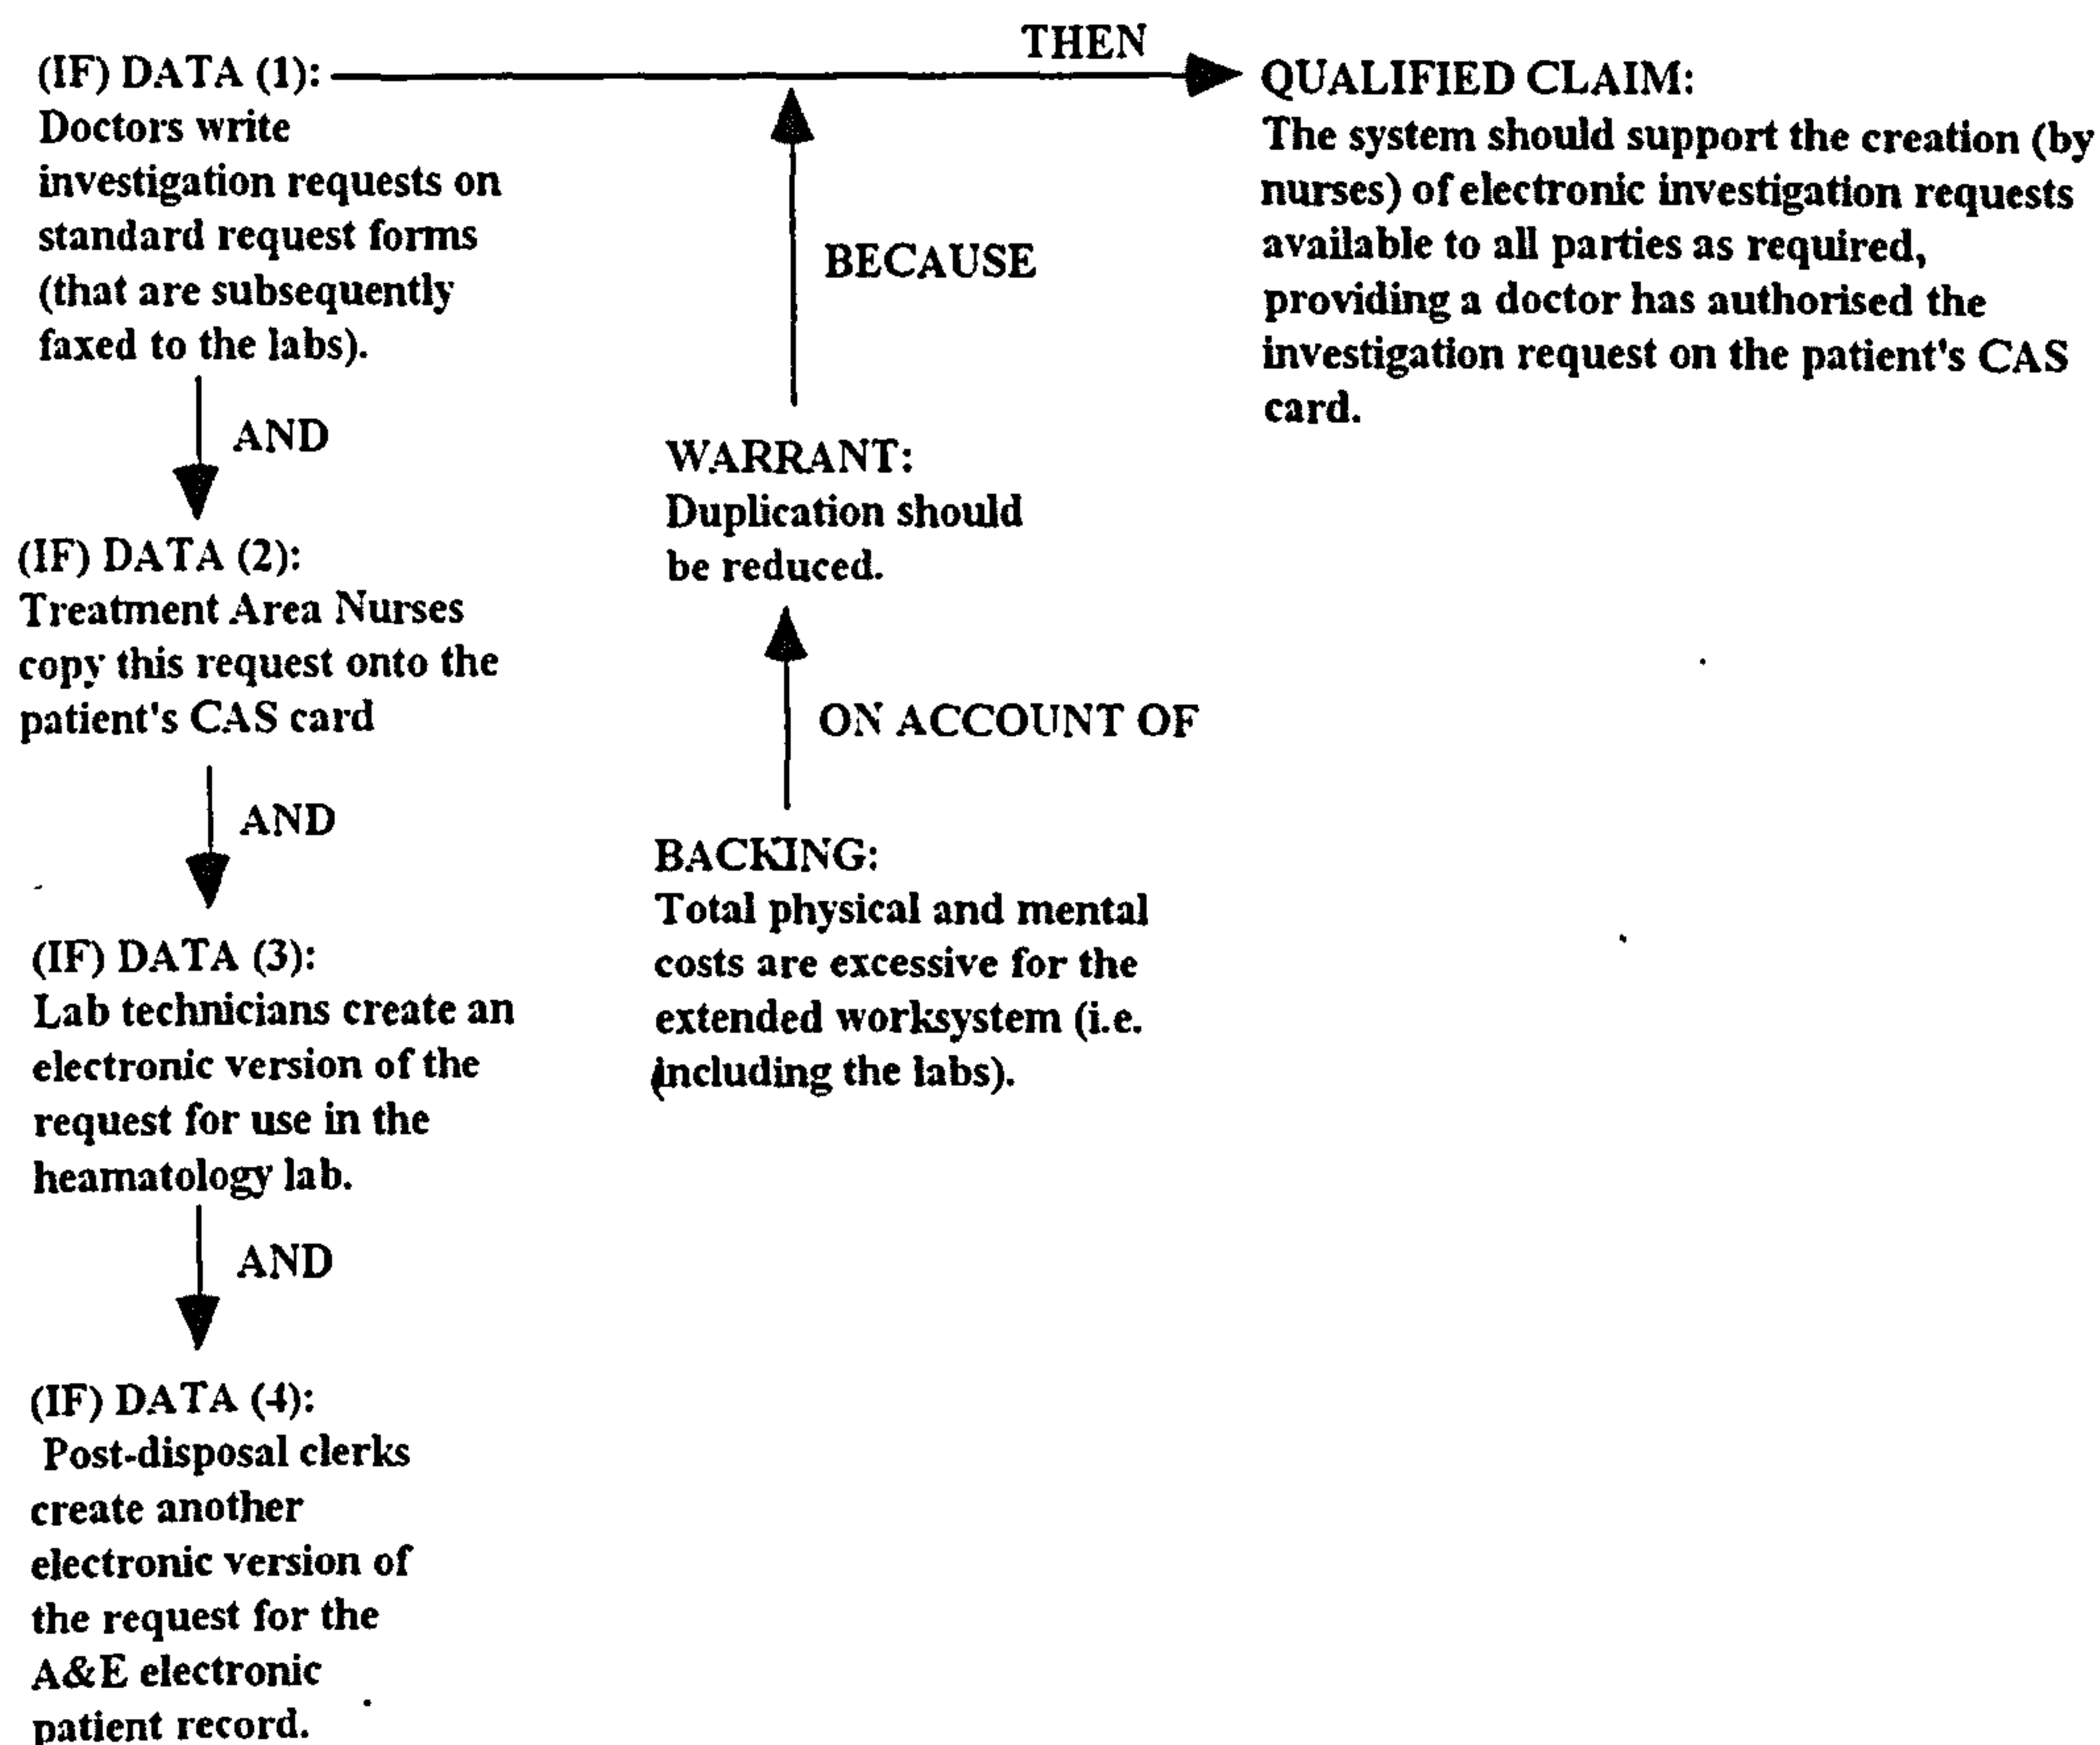 (IF) DATA (1):
Doctors write
investigation requests on
standard request forms
(that are subsequently
faxed to the labs).
AND
(IF) DATA (2):
Treatment Area Nurses
copy this request onto the
patient's CAS card
AND
(IF) DATA (3):
Lab technicians create an
electronic version of the
request for use in the
heamatology lab.
AND
(IF) DATA (4):
Post-disposal clerks
create another
electronic version of
the request for the
A&E electronic
patient record.
THEN
BECAUSE
WARRANT:
Duplication should
be reduced.
ON ACCOUNT OF
BACKING:
Total physical and mental
costs are excessive for the
extended worksystem (i.e.
including the labs).
QUALIFIED CLAIM:
The system should support the creation (by
nurses) of electronic investigation requests
available to all parties as required,
providing a doctor has authorised the
investigation request on the patient's CAS
card.